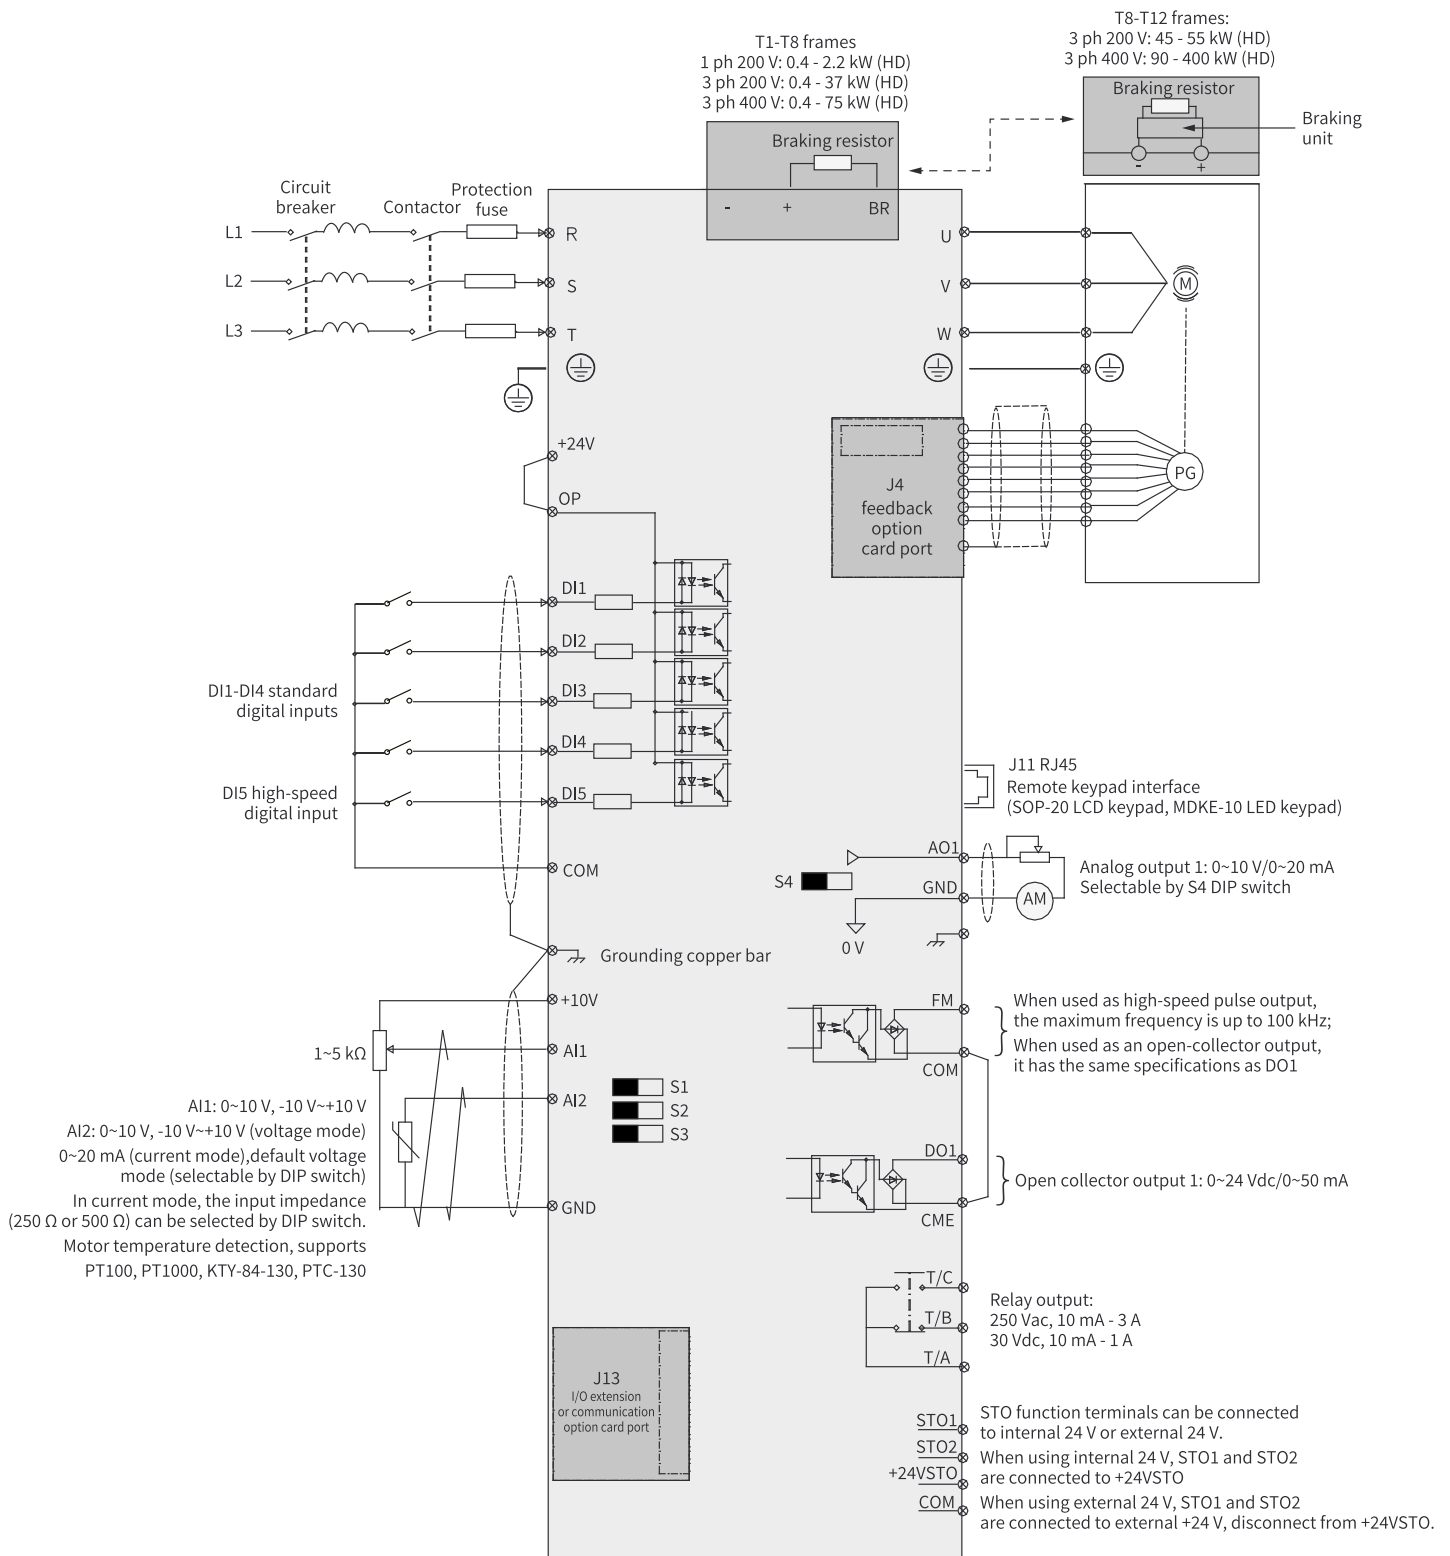 T8-T12 frames:
3 ph 200 V: 45 - 55 kW (HD)
3 ph 400 V: 90 - 400 kW (HD)
T1-T8 frames
1 ph 200 V: 0.4 - 2.2 kW (HD)
3 ph 200 V: 0.4 - 37 kW (HD)
3 ph 400 V: 0.4 - 75 kW (HD)
Braking resistor
Braking
unit
- +
Braking resistor
- + BR
Circuit
breaker
Contactor
Protection
fuse
L1
R
U
L2
S
V
M
L3
T
W
+24V
OP
J4
feedback
option
card port
PG
DI1
DI2
DI3
DI4
DI5
DI1-DI4 standard
digital inputs
DI5 high-speed
digital input
COM
J11 RJ45
Remote keypad interface
(SOP-20 LCD keypad, MDKE-10 LED keypad)
AO1
S4
GND
0 V
AM
Analog output 1: 0~10 V/0~20 mA
Selectable by S4 DIP switch
Grounding copper bar
+10V
1~5 kΩ
AI1
AI2
S1
S2
S3
GND
AI1: 0~10 V, -10 V~+10 V
AI2: 0~10 V, -10 V~+10 V (voltage mode)
0~20 mA (current mode),default voltage
mode (selectable by DIP switch)
In current mode, the input impedance
(250 Ω or 500 Ω) can be selected by DIP switch.
Motor temperature detection, supports
PT100, PT1000, KTY-84-130, PTC-130
FM
COM
When used as high-speed pulse output,
the maximum frequency is up to 100 kHz;
When used as an open-collector output,
it has the same specifications as DO1
DO1
CME
Open collector output 1: 0~24 Vdc/0~50 mA
T/C
T/B
T/A
Relay output:
250 Vac, 10 mA - 3 A
30 Vdc, 10 mA - 1 A
J13
I/O extension
or communication
option card port
STO1
STO2
+24VSTO
COM
STO function terminals can be connected
to internal 24 V or external 24 V.
When using internal 24 V, STO1 and STO2
are connected to +24VSTO
When using external 24 V, STO1 and STO2
are connected to external +24 V, disconnect from +24VSTO.